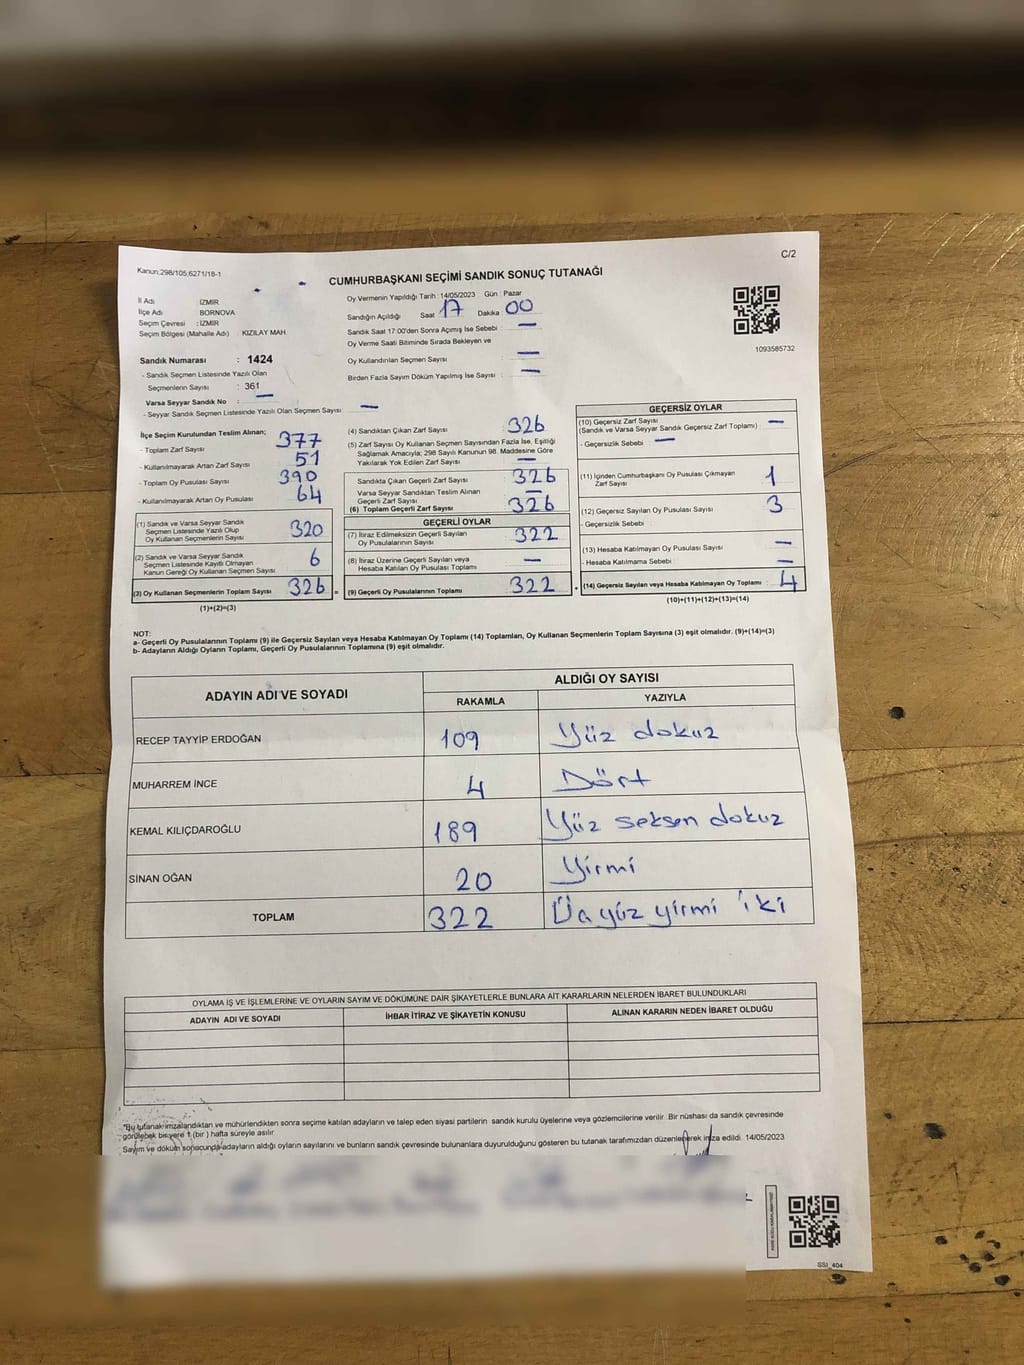 Kanun;298/105;6271/18-1
C/2
CUMHURBAŞKANI SEÇİMİ SANDIK SONUÇ TUTANAĞI
İl Adı : İZMİR
İlçe Adı : BORNOVA
Seçim Çevresi : İZMİR
Seçim Bölgesi (Mahalle Adı) : KIZILAY MAH.
Sandık Numarası : 1424
- Sandık Seçmen Listesinde Yazılı Olan
Seçmenlerin Sayısı : 361
Varsa Seyyar Sandık No : —
- Seyyar Sandık Seçmen Listesinde Yazılı Olan Seçmen Sayısı : —
Oy Vermenin Yapıldığı Tarih : 14/05/2023 Gün : Pazar
Sandığın Açıldığı Saat 17 Dakika 00
Sandık Saat 17:00'den Sonra Açımış İse Sebebi : —
Oy Verme Saati Bitiminde Sırada Bekleyen ve
Oy Kullandırılan Seçmen Sayısı : —
Birden Fazla Sayım Döküm Yapılmış İse Sayısı : —
1093585732
İlçe Seçim Kurulundan Teslim Alınan;
- Toplam Zarf Sayısı : 377
- Kullanılmayarak Artan Zarf Sayısı : 51
- Toplam Oy Pusulası Sayısı : 390
- Kullanılmayarak Artan Oy Pusulası : 64
(1) Sandık ve Varsa Seyyar Sandık
Seçmen Listesinde Yazılı Olup
Oy Kullanan Seçmenlerin Sayısı : 320
(2) Sandık ve Varsa Seyyar Sandık
Seçmen Listesinde Kayıtlı Olmayan
Kanun Gereği Oy Kullanan Seçmen Sayısı : 6
(3) Oy Kullanan Seçmenlerin Toplam Sayısı : 326
(1)+(2)=(3)
(4) Sandıktan Çıkan Zarf Sayısı : 326
(5) Zarf Sayısı Oy Kullanan Seçmen Sayısından Fazla İse, Eşitliği
Sağlamak Amacıyla; 298 Sayılı Kanunun 98. Maddesine Göre
Yakılarak Yok Edilen Zarf Sayısı : —
Sandıkta Çıkan Geçerli Zarf Sayısı : 326
Varsa Seyyar Sandıktan Teslim Alınan
Geçerli Zarf Sayısı : —
(6) Toplam Geçerli Zarf Sayısı : 326
GEÇERLİ OYLAR
(7) İtiraz Edilmeksizin Geçerli Sayılan
Oy Pusulalarının Sayısı : 322
(8) İtiraz Üzerine Geçerli Sayılan veya
Hesaba Katılan Oy Pusulası Toplamı : —
= (9) Geçerli Oy Pusulalarının Toplamı : 322
GEÇERSİZ OYLAR
(10) Geçersiz Zarf Sayısı : —
(Sandık ve Varsa Seyyar Sandık Geçersiz Zarf Toplamı)
- Geçersizlik Sebebi : —
(11) İçinden Cumhurbaşkanı Oy Pusulası Çıkmayan
Zarf Sayısı : 1
(12) Geçersiz Sayılan Oy Pusulası Sayısı : 3
- Geçersizlik Sebebi :
(13) Hesaba Katılmayan Oy Pusulası Sayısı : —
- Hesaba Katılmama Sebebi : —
+ (14) Geçersiz Sayılan veya Hesaba Katılmayan Oy Toplamı : 4
(10)+(11)+(12)+(13)=(14)
NOT:
a- Geçerli Oy Pusulalarının Toplamı (9) ile Geçersiz Sayılan veya Hesaba Katılmayan Oy Toplamı (14) Toplamları, Oy Kullanan Seçmenlerin Toplam Sayısına (3) eşit olmalıdır. (9)+(14)=(3)
b- Adayların Aldığı Oyların Toplamı, Geçerli Oy Pusulalarının Toplamına (9) eşit olmalıdır.
ADAYIN ADI VE SOYADI ALDIĞI OY SAYISI
RAKAMLA YAZIYLA
RECEP TAYYİP ERDOĞAN 109 Yüz dokuz
MUHARREM İNCE 4 Dört
KEMAL KILIÇDAROĞLU 189 Yüz seksen dokuz
SİNAN OĞAN 20 Yirmi
TOPLAM 322 Üçyüz yirmi iki
OYLAMA İŞ VE İŞLEMLERİNE VE OYLARIN SAYIM VE DÖKÜMÜNE DAİR ŞİKAYETLERLE BUNLARA AİT KARARLARIN NELERDEN İBARET BULUNDUKLARI
ADAYIN ADI VE SOYADI İHBAR İTİRAZ VE ŞİKAYETİN KONUSU ALINAN KARARIN NEDEN İBARET OLDUĞU
*Bu tutanak imzalandıktan ve mühürlendikten sonra seçime katılan adayların ve talep eden siyasi partilerin sandık kurulu üyelerine veya gözlemcilerine verilir. Bir nüshası da sandık çevresinde
görülebilek bir yere 1 (bir ) hafta süreyle asılır.
Sayım ve döküm sonucunda adayların aldığı oyların sayılarını ve bunların sandık çevresinde bulunanlara duyurulduğunu gösteren bu tutanak tarafımızdan düzenlenerek imza edildi. 14/05/2023
SSI_404